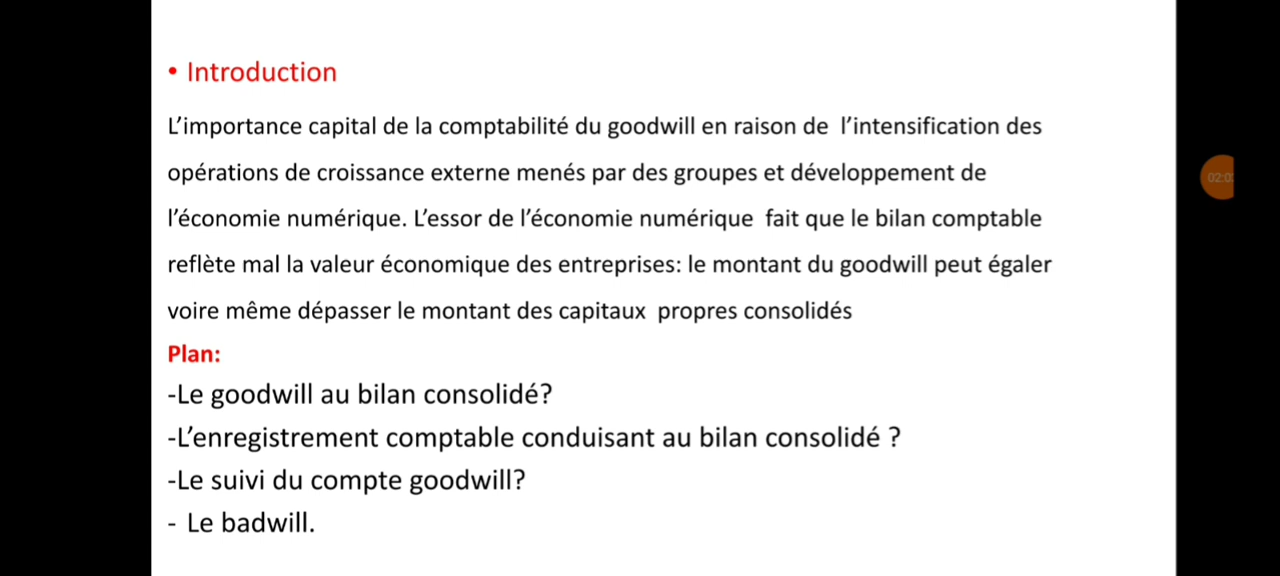 • Introduction
L’importance capital de la comptabilité du goodwill en raison de l’intensification des
opérations de croissance externe menés par des groupes et développement de
l’économie numérique. L’essor de l’économie numérique fait que le bilan comptable
reflète mal la valeur économique des entreprises: le montant du goodwill peut égaler
voire même dépasser le montant des capitaux propres consolidés
Plan:
-Le goodwill au bilan consolidé?
-L’enregistrement comptable conduisant au bilan consolidé ?
-Le suivi du compte goodwill?
- Le badwill.